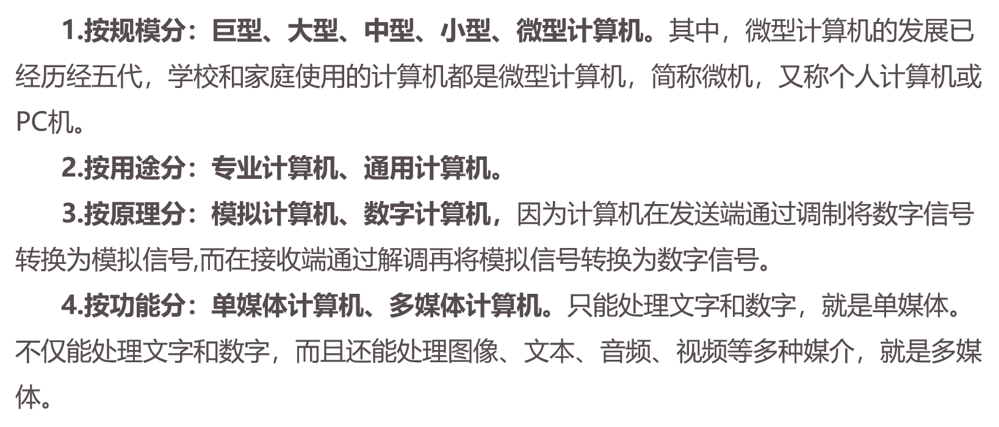 1.按规模分：巨型、大型、中型、小型、微型计算机。其中，微型计算机的发展已
经历经五代，学校和家庭使用的计算机都是微型计算机，简称微机，又称个人计算机或
PC机。
2.按用途分：专业计算机、通用计算机。
3.按原理分：模拟计算机、数字计算机，因为计算机在发送端通过调制将数字信号
转换为模拟信号,而在接收端通过解调再将模拟信号转换为数字信号。
4.按功能分：单媒体计算机、多媒体计算机。只能处理文字和数字，就是单媒体。
不仅能处理文字和数字，而且还能处理图像、文本、音频、视频等多种媒介，就是多媒
体。